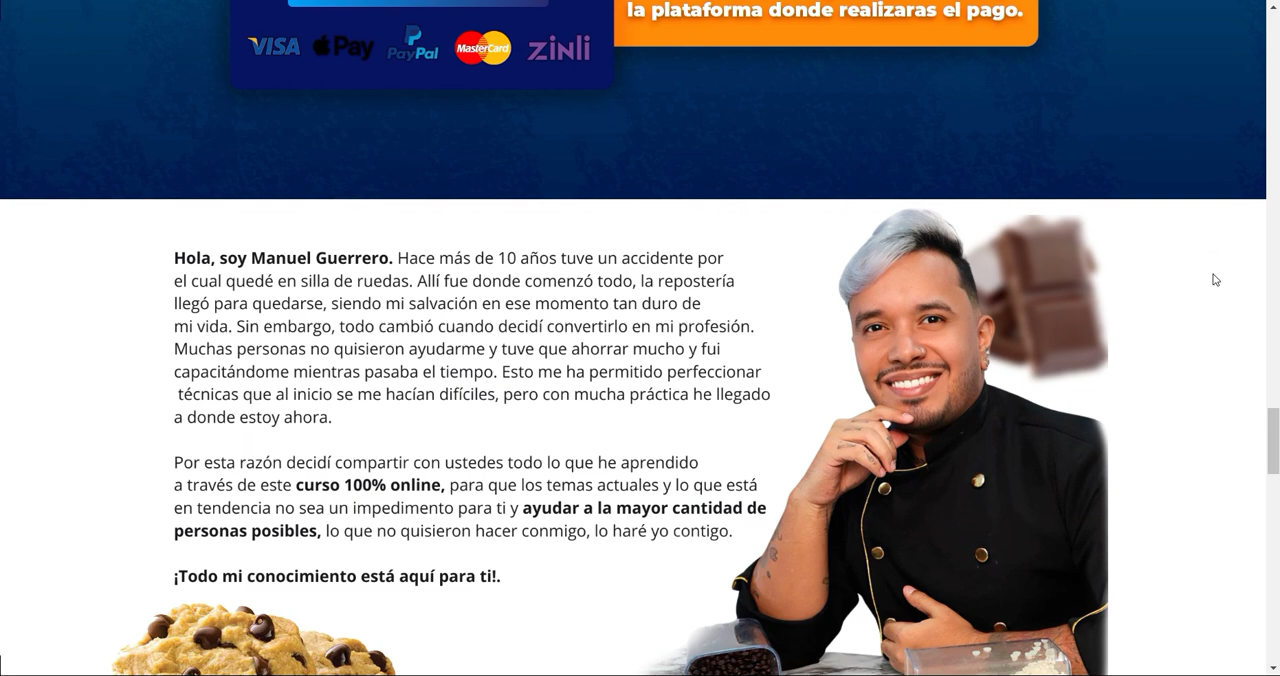 la plataforma donde realizaras el pago.
VISA Pay PayPal MasterCard zinli
Hola, soy Manuel Guerrero. Hace más de 10 años tuve un accidente por
el cual quedé en silla de ruedas. Allí fue donde comenzó todo, la repostería
llegó para quedarse, siendo mi salvación en ese momento tan duro de
mi vida. Sin embargo, todo cambió cuando decidí convertirlo en mi profesión.
Muchas personas no quisieron ayudarme y tuve que ahorrar mucho y fui
capacitándome mientras pasaba el tiempo. Esto me ha permitido perfeccionar
técnicas que al inicio se me hacían difíciles, pero con mucha práctica he llegado
a donde estoy ahora.
Por esta razón decidí compartir con ustedes todo lo que he aprendido
a través de este curso 100% online, para que los temas actuales y lo que está
en tendencia no sea un impedimento para ti y ayudar a la mayor cantidad de
personas posibles, lo que no quisieron hacer conmigo, lo haré yo contigo.
¡Todo mi conocimiento está aquí para ti!.